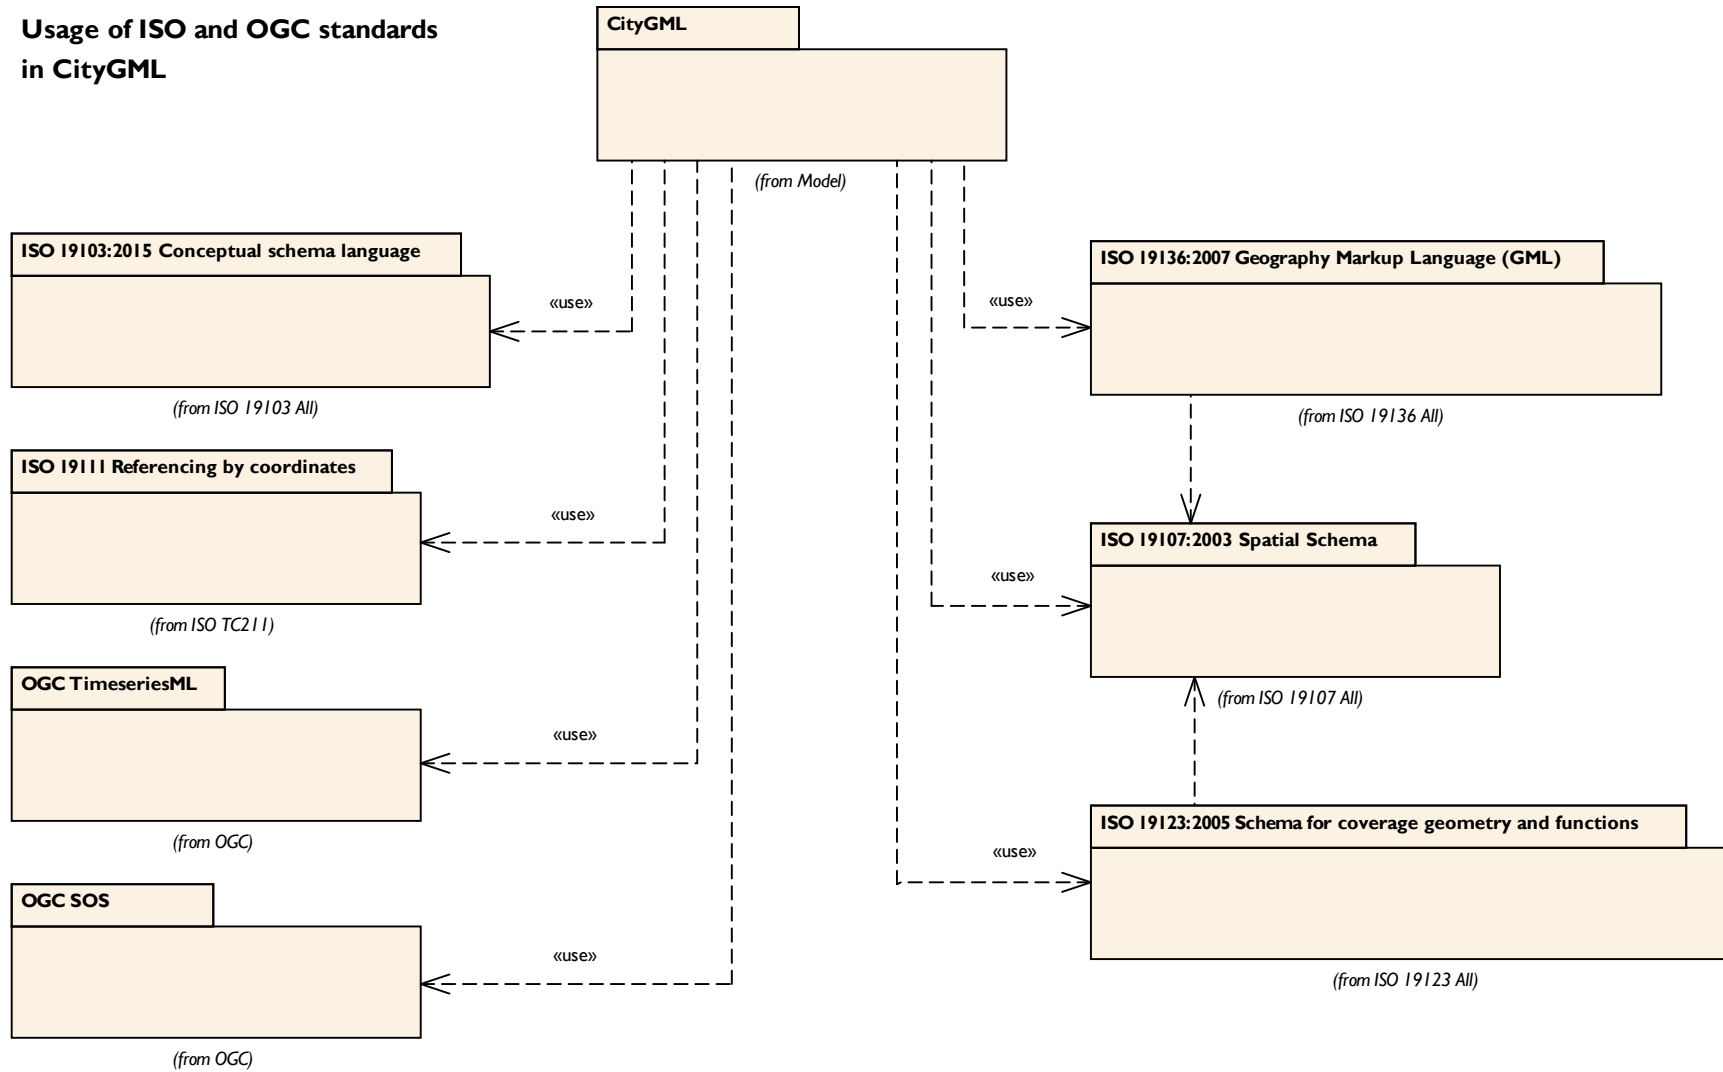 Usage of ISO and OGC standards
in CityGML
CityGML
(from Model)
ISO 19103:2015 Conceptual schema language
«use»
(from ISO 19103 All)
ISO 19111 Referencing by coordinates
«use»
(from ISO TC211)
OGC TimeseriesML
«use»
(from OGC)
OGC SOS
«use»
(from OGC)
ISO 19136:2007 Geography Markup Language (GML)
«use»
(from ISO 19136 All)
ISO 19107:2003 Spatial Schema
«use»
(from ISO 19107 All)
ISO 19123:2005 Schema for coverage geometry and functions
«use»
(from ISO 19123 All)